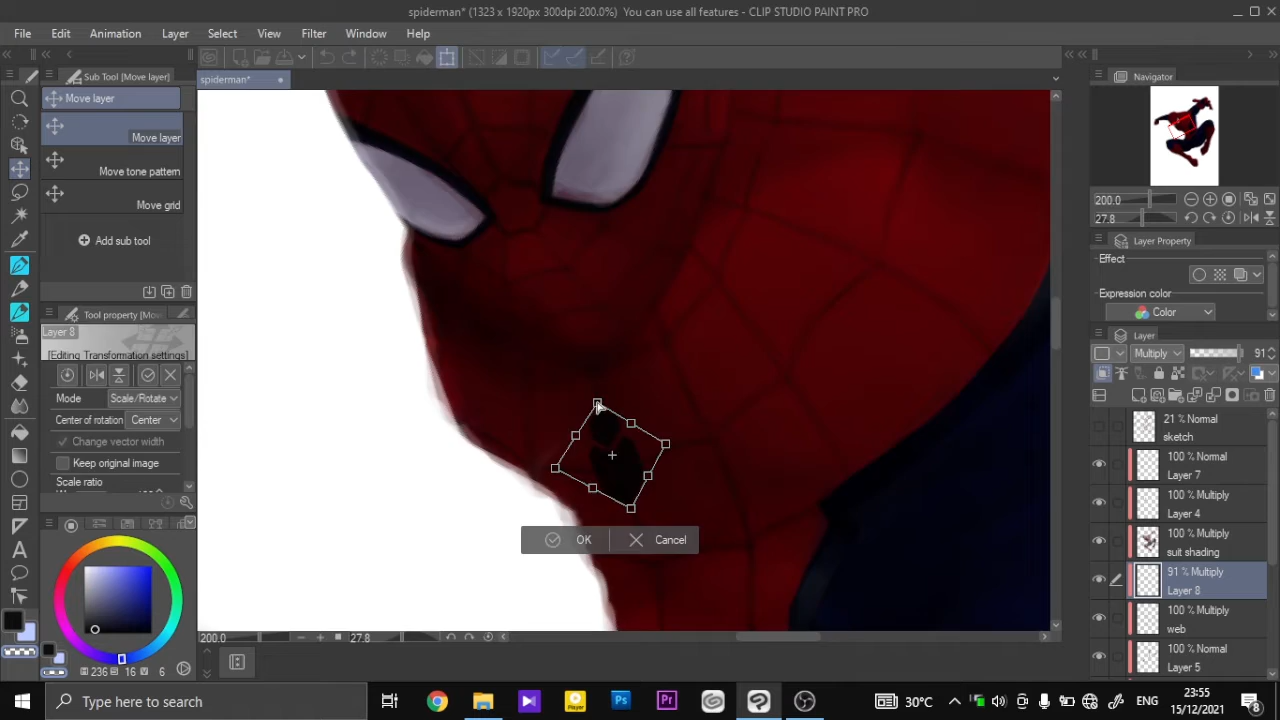 spiderman* (1323 x 1920px 300dpi 200.0%)  You can use all features - CLIP STUDIO PAINT PRO
File Edit Animation Layer Select View Filter Window Help
Sub Tool [Move layer]
spiderman*
Navigator
Move layer
Move layer
Move tone pattern
Move grid
Add sub tool
200.0
27.8
Layer Property
Effect
Expression color
Color
Tool property [Mov
Layer 8
[Editing Transformation settings]
Mode Scale/Rotate
Center of rotation Center
Change vector width
Keep original image
Scale ratio
OK Cancel
Layer
Multiply 91
21 % Normal
sketch
100 % Normal
Layer 7
100 % Multiply
Layer 4
100 % Multiply
suit shading
91 % Multiply
Layer 8
100 % Multiply
web
100 % Normal
Layer 5
200.0 27.8
236 16 6
Type here to search
Player
Ps
Pr
30°C
ENG
23:55
15/12/2021
8